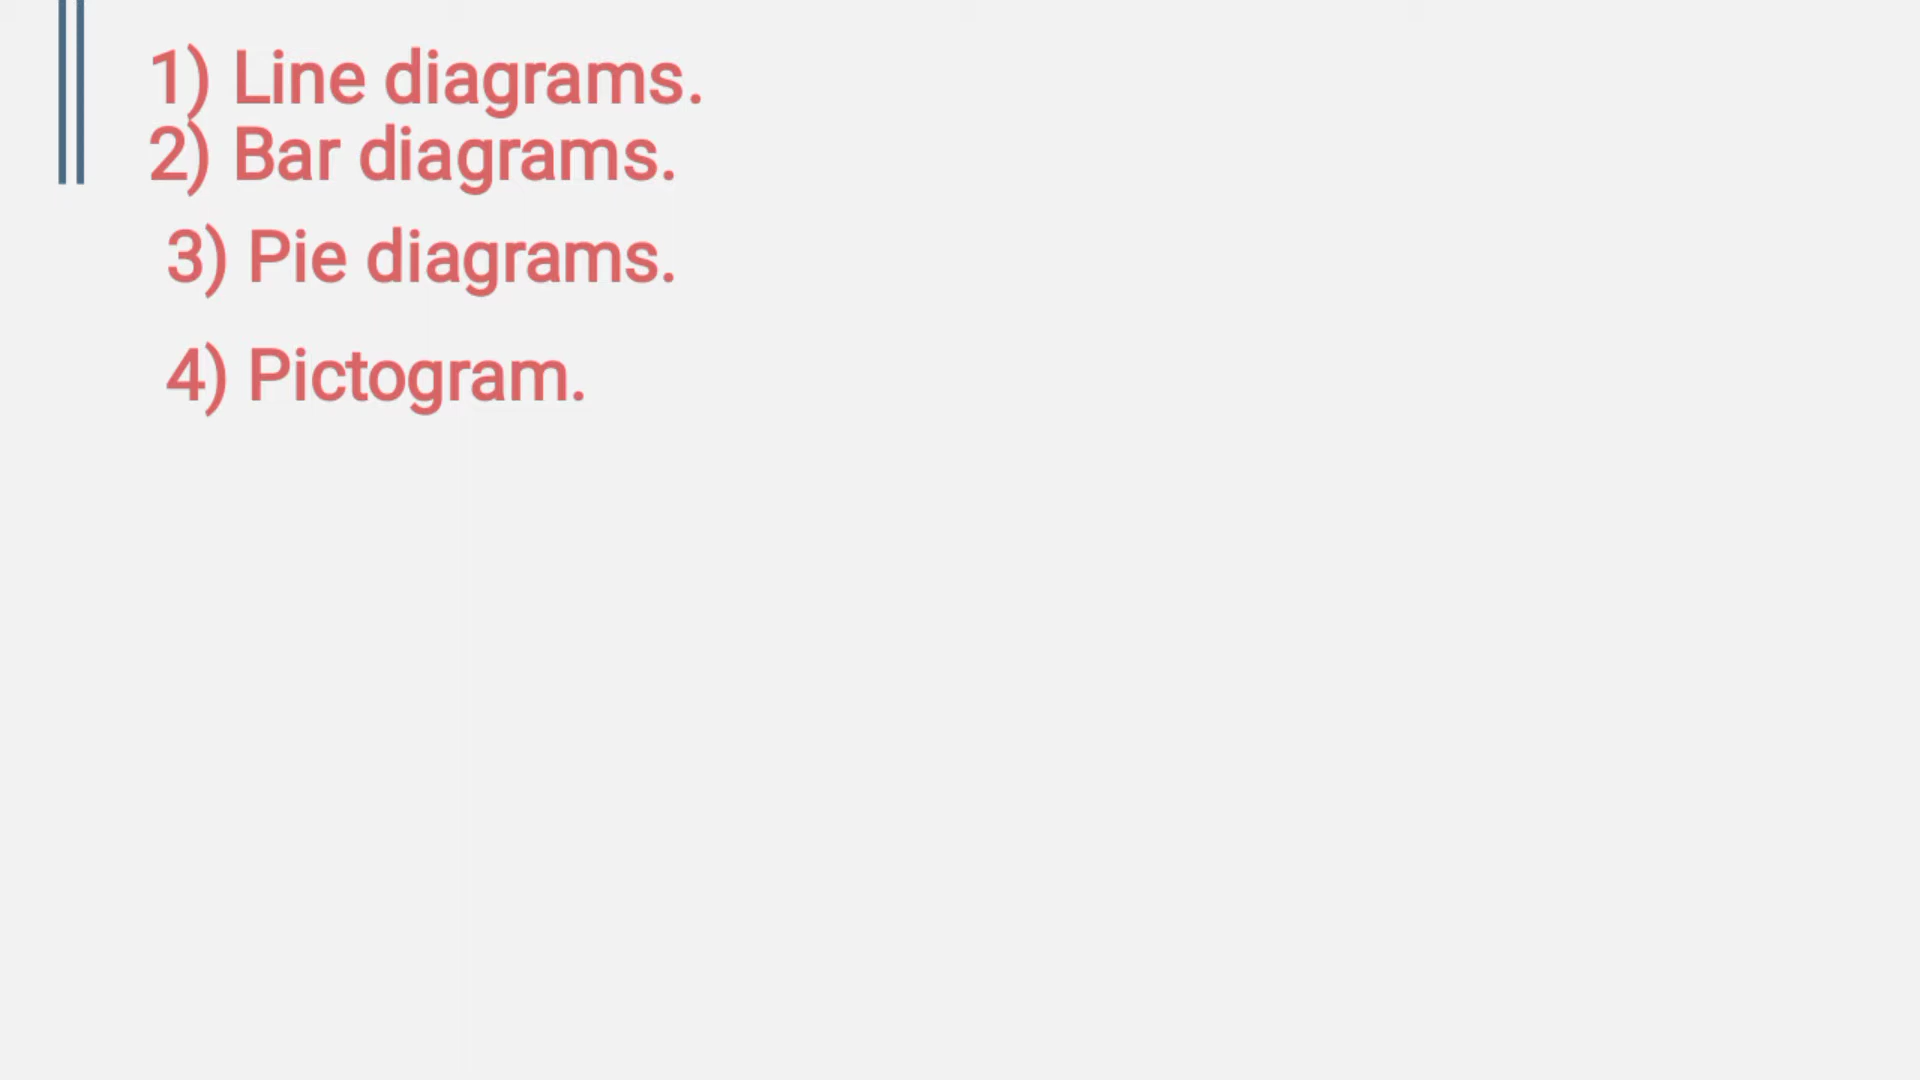 1) Line diagrams.
2) Bar diagrams.
3) Pie diagrams.
4) Pictogram.